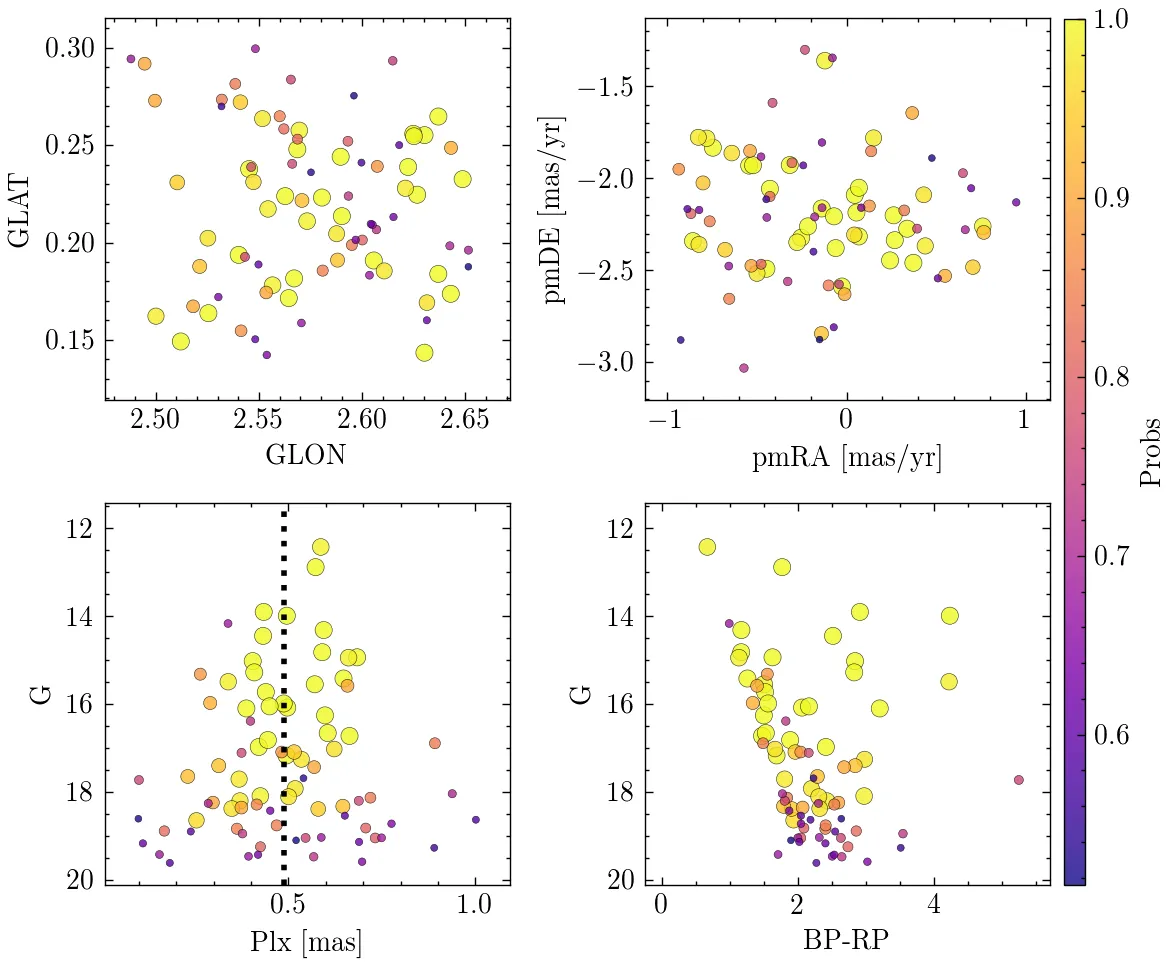 0.30
0.25
0.20
0.15
GLAT
2.50 2.55 2.60 2.65
GLON
−1.5
−2.0
−2.5
−3.0
pmDE [mas/yr]
−1 0 1
pmRA [mas/yr]
1.0
0.9
0.8
0.7
0.6
Probs
12
14
16
18
20
G
0.5 1.0
Plx [mas]
12
14
16
18
20
G
0 2 4
BP-RP